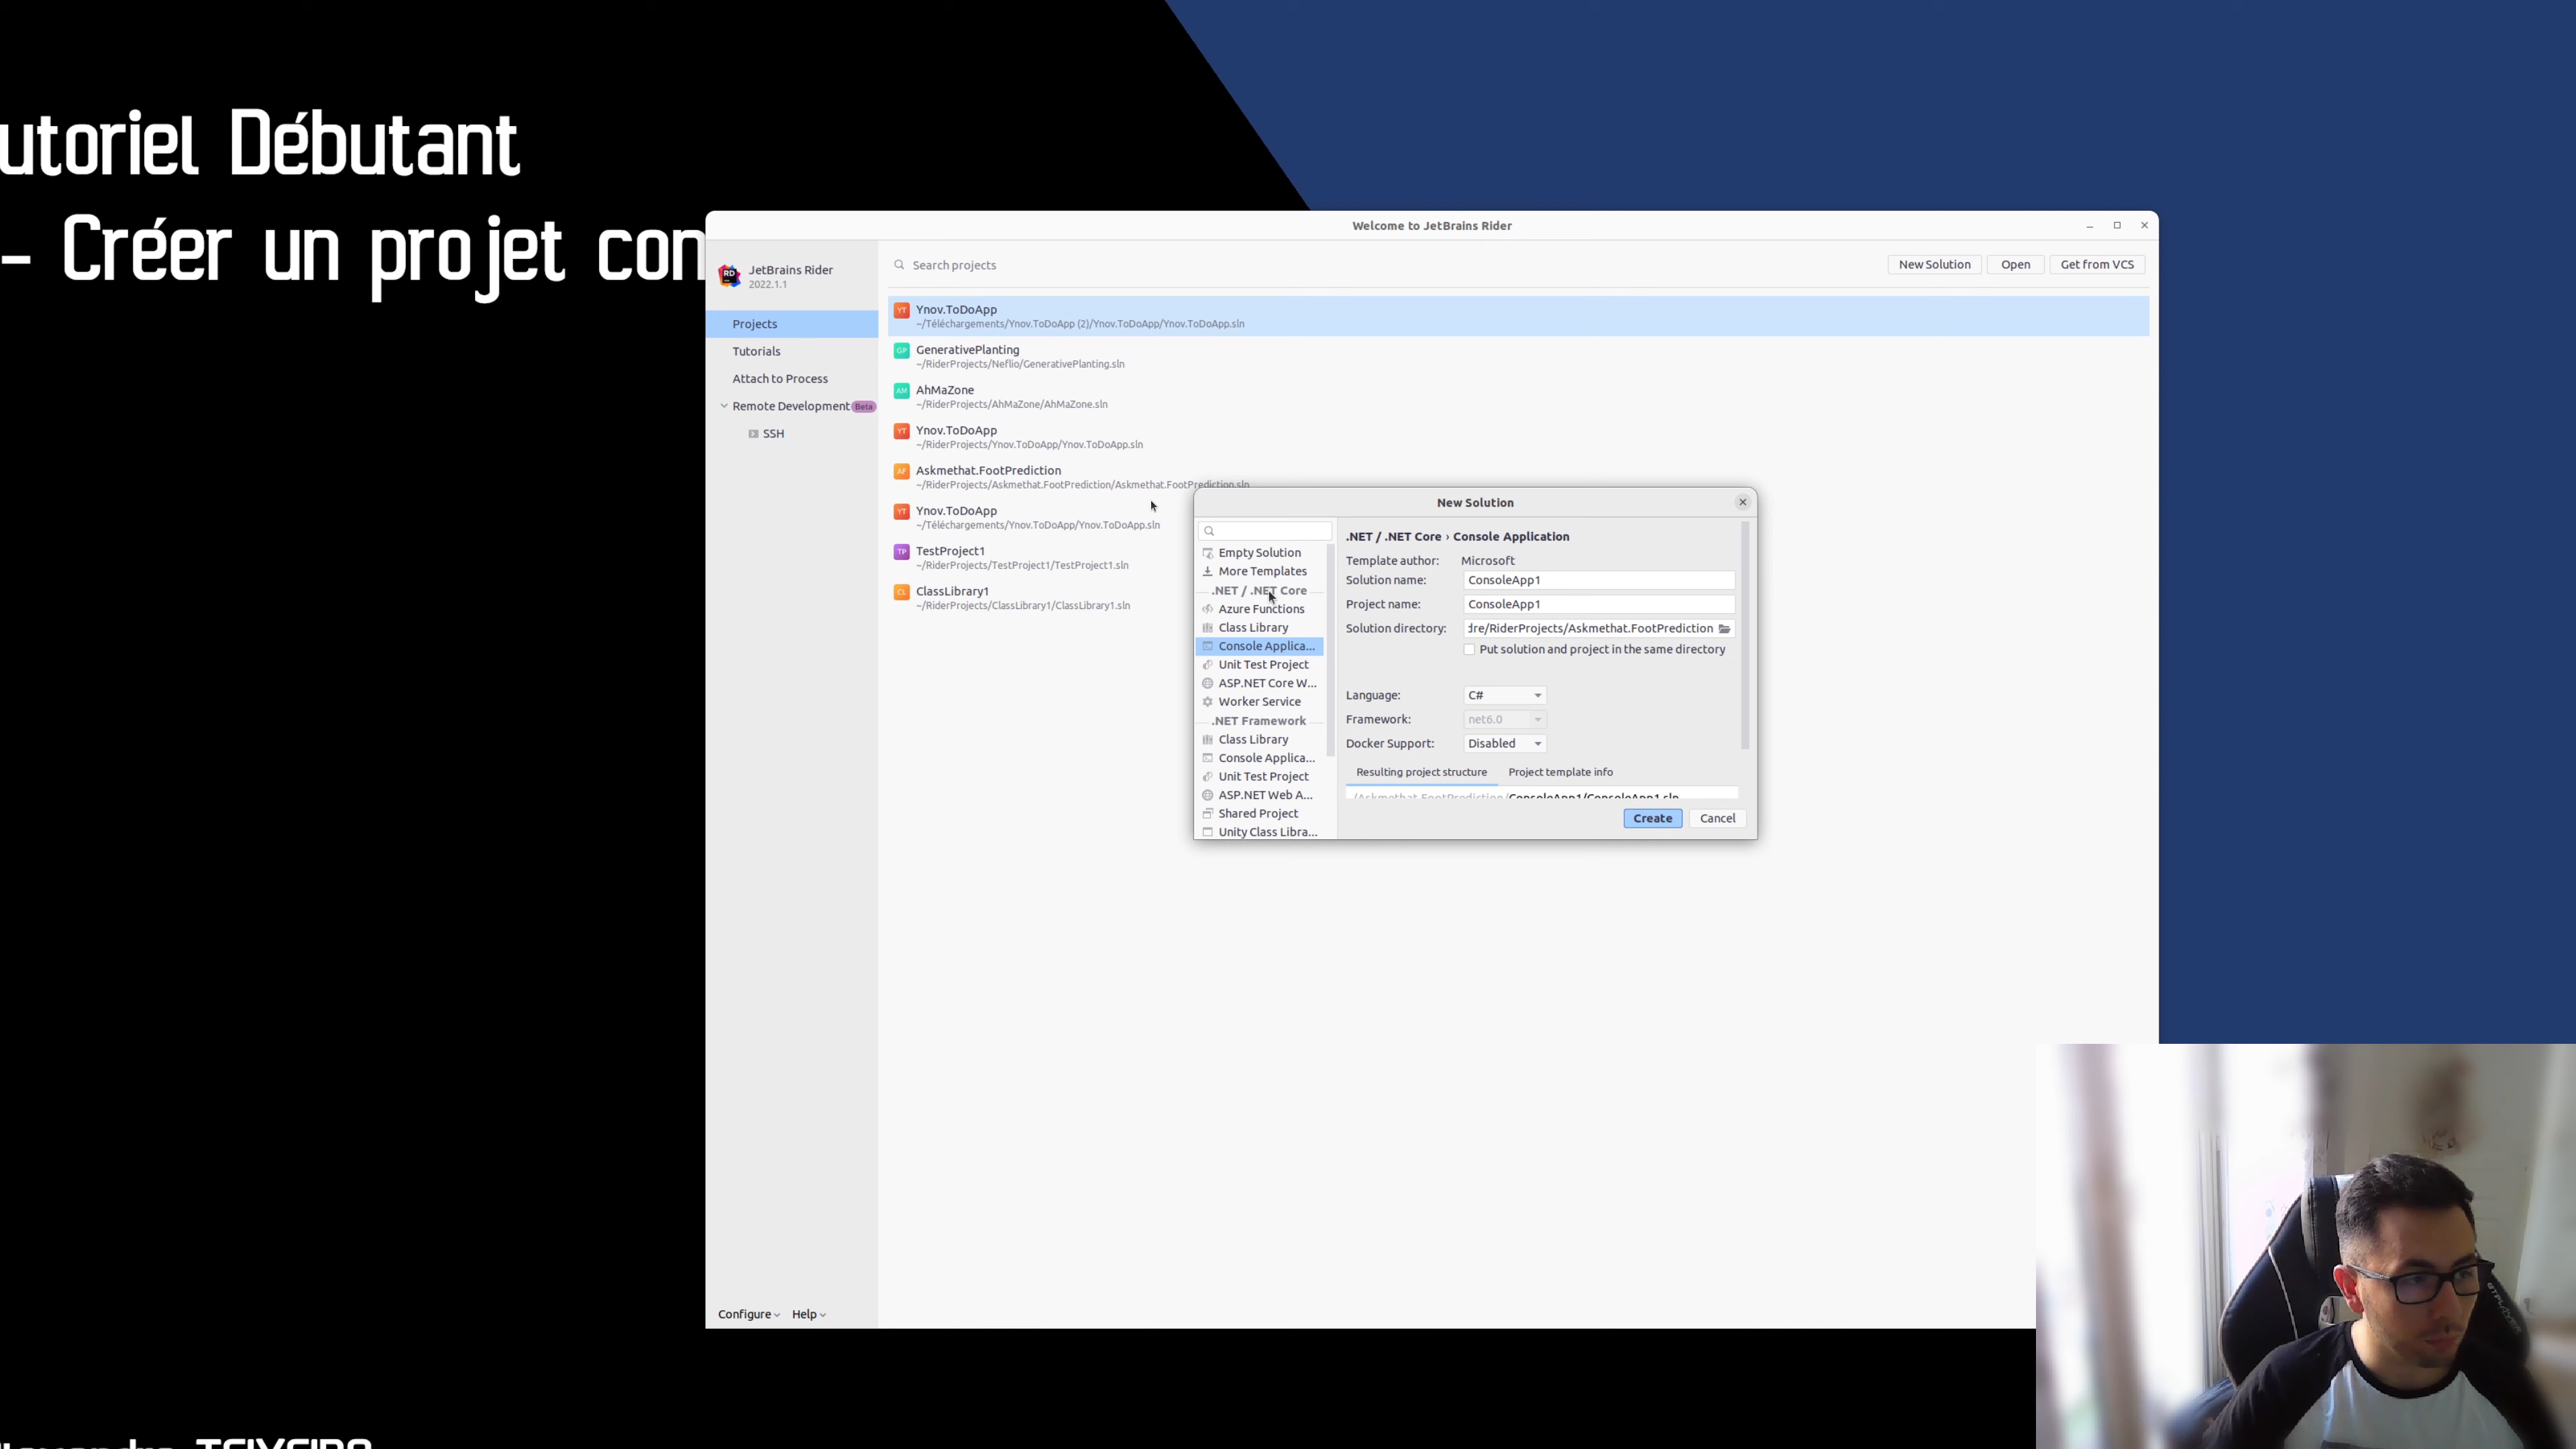 utoriel Débutant
- Créer un projet con
Welcome to JetBrains Rider
JetBrains Rider
2022.1.1
Search projects
New Solution
Open
Get from VCS
Projects
Tutorials
Attach to Process
Remote Development Beta
SSH
YT Ynov.ToDoApp
~/Téléchargements/Ynov.ToDoApp (2)/Ynov.ToDoApp/Ynov.ToDoApp.sln
GP GenerativePlanting
~/RiderProjects/Neflio/GenerativePlanting.sln
AM AhMaZone
~/RiderProjects/AhMaZone/AhMaZone.sln
YT Ynov.ToDoApp
~/RiderProjects/Ynov.ToDoApp/Ynov.ToDoApp.sln
AF Askmethat.FootPrediction
~/RiderProjects/Askmethat.FootPrediction/Askmethat.FootPrediction.sln
YT Ynov.ToDoApp
~/Téléchargements/Ynov.ToDoApp/Ynov.ToDoApp.sln
TP TestProject1
~/RiderProjects/TestProject1/TestProject1.sln
CL ClassLibrary1
~/RiderProjects/ClassLibrary1/ClassLibrary1.sln
New Solution
Empty Solution
More Templates
.NET / .NET Core
Azure Functions
Class Library
Console Applica...
Unit Test Project
ASP.NET Core W...
Worker Service
.NET Framework
Class Library
Console Applica...
Unit Test Project
ASP.NET Web A...
Shared Project
Unity Class Libra...
.NET / .NET Core › Console Application
Template author: Microsoft
Solution name: ConsoleApp1
Project name: ConsoleApp1
Solution directory: dre/RiderProjects/Askmethat.FootPrediction
Put solution and project in the same directory
Language: C#
Framework: net6.0
Docker Support: Disabled
Resulting project structure
Project template info
/Askmethat.FootPrediction/ConsoleApp1/ConsoleApp1.sln
Create
Cancel
Configure
Help
TEIXEIRA